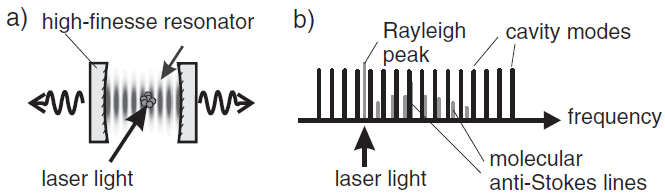 a) high-finesse resonator
laser light
b)
Rayleigh
peak
cavity modes
frequency
laser light
molecular
anti-Stokes lines